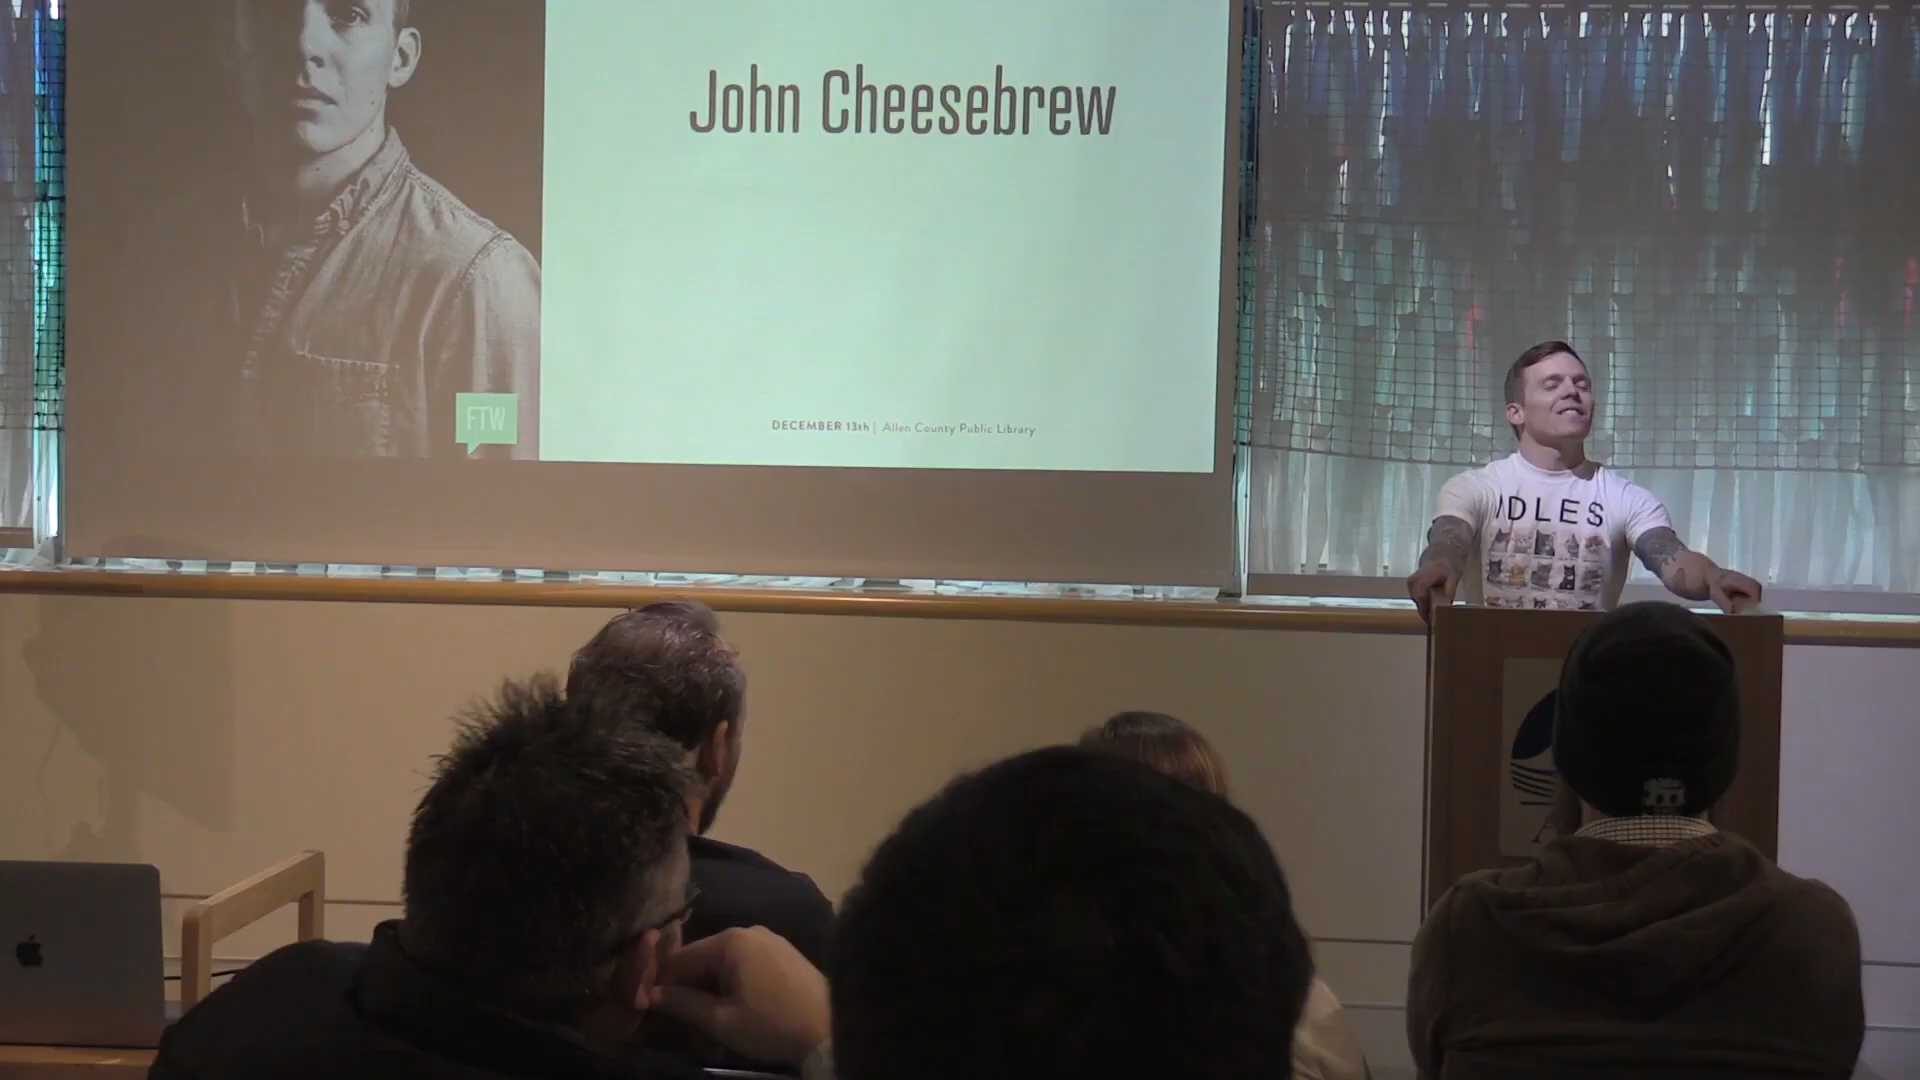 John Cheesebrew
FTW
DECEMBER 13th | Allen County Public Library
IDLES